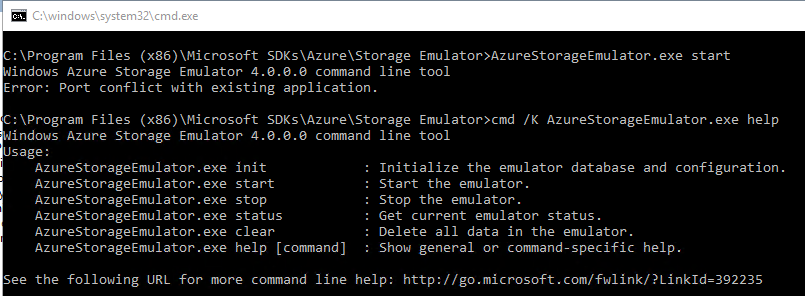 C:\windows\system32\cmd.exe
C:\Program Files (x86)\Microsoft SDKs\Azure\Storage Emulator>AzureStorageEmulator.exe start
Windows Azure Storage Emulator 4.0.0.0 command line tool
Error: Port conflict with existing application.
C:\Program Files (x86)\Microsoft SDKs\Azure\Storage Emulator>cmd /K AzureStorageEmulator.exe help
Windows Azure Storage Emulator 4.0.0.0 command line tool
Usage:
    AzureStorageEmulator.exe init            : Initialize the emulator database and configuration.
    AzureStorageEmulator.exe start           : Start the emulator.
    AzureStorageEmulator.exe stop            : Stop the emulator.
    AzureStorageEmulator.exe status          : Get current emulator status.
    AzureStorageEmulator.exe clear           : Delete all data in the emulator.
    AzureStorageEmulator.exe help [command]  : Show general or command-specific help.
See the following URL for more command line help: http://go.microsoft.com/fwlink/?LinkId=392235